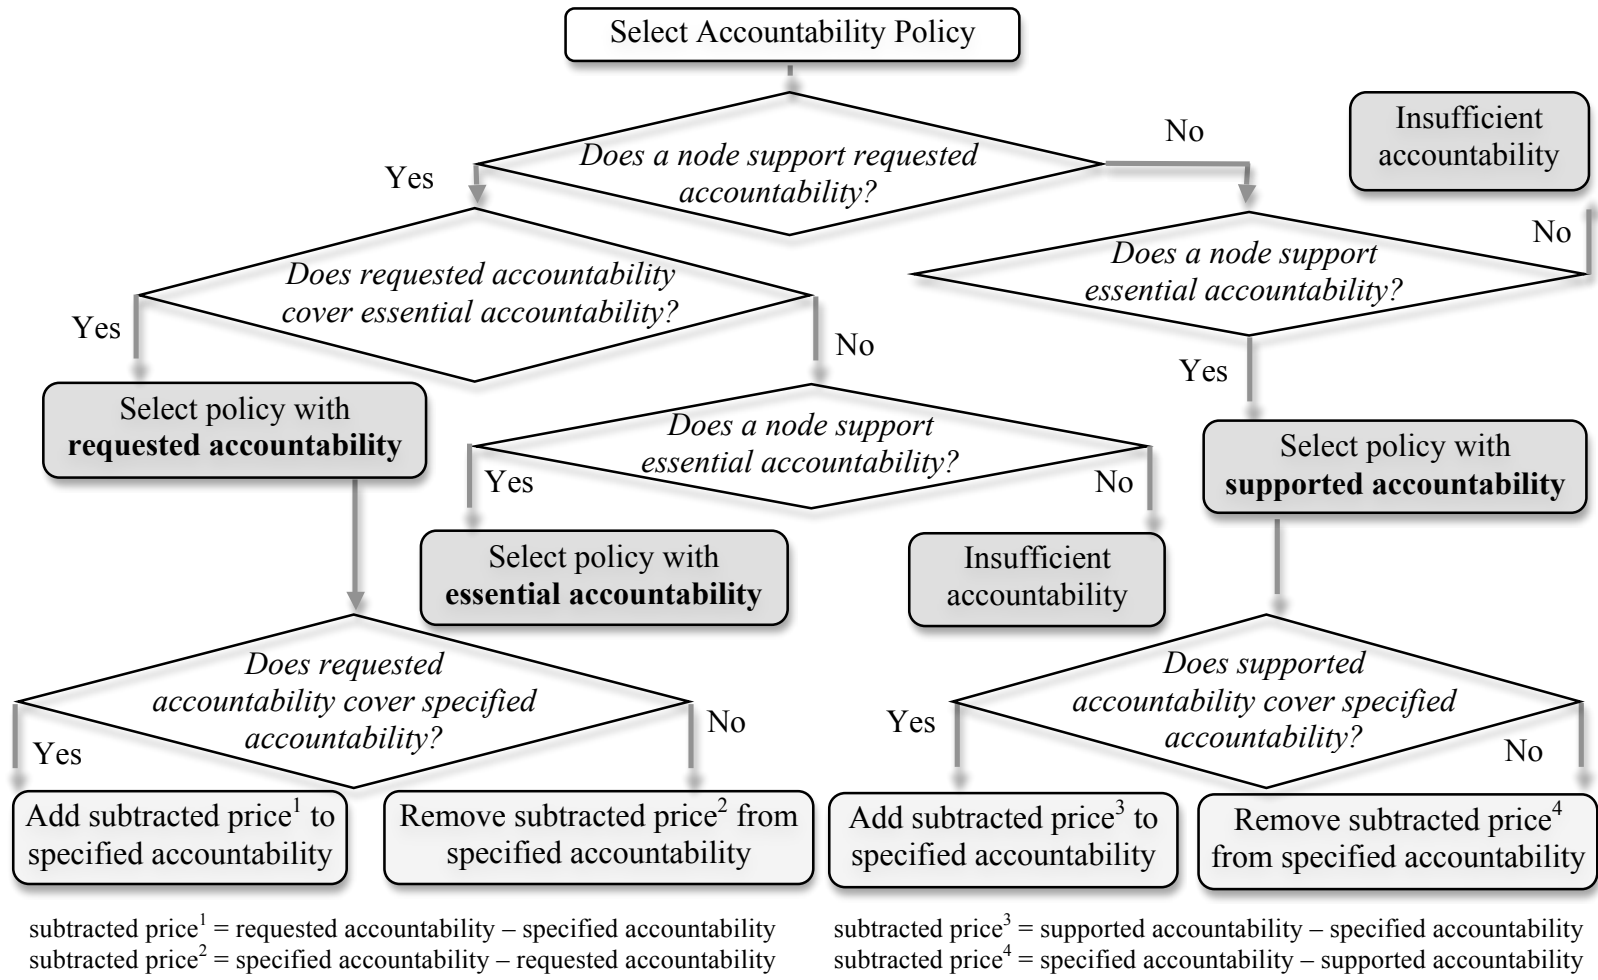 Select Accountability Policy
Does a node support requested
accountability?
Yes
No
Insufficient
accountability
Does requested accountability
cover essential accountability?
Does a node support
essential accountability?
No
Yes
No
Yes
Select policy with
requested accountability
Does a node support
essential accountability?
Select policy with
supported accountability
Yes
No
Select policy with
essential accountability
Insufficient
accountability
Does requested
accountability cover specified
accountability?
Does supported
accountability cover specified
accountability?
Yes
No
Yes
No
Add subtracted price¹ to
specified accountability
Remove subtracted price² from
specified accountability
Add subtracted price³ to
specified accountability
Remove subtracted price⁴
from specified accountability
subtracted price¹ = requested accountability – specified accountability
subtracted price² = specified accountability – requested accountability
subtracted price³ = supported accountability – specified accountability
subtracted price⁴ = specified accountability – supported accountability